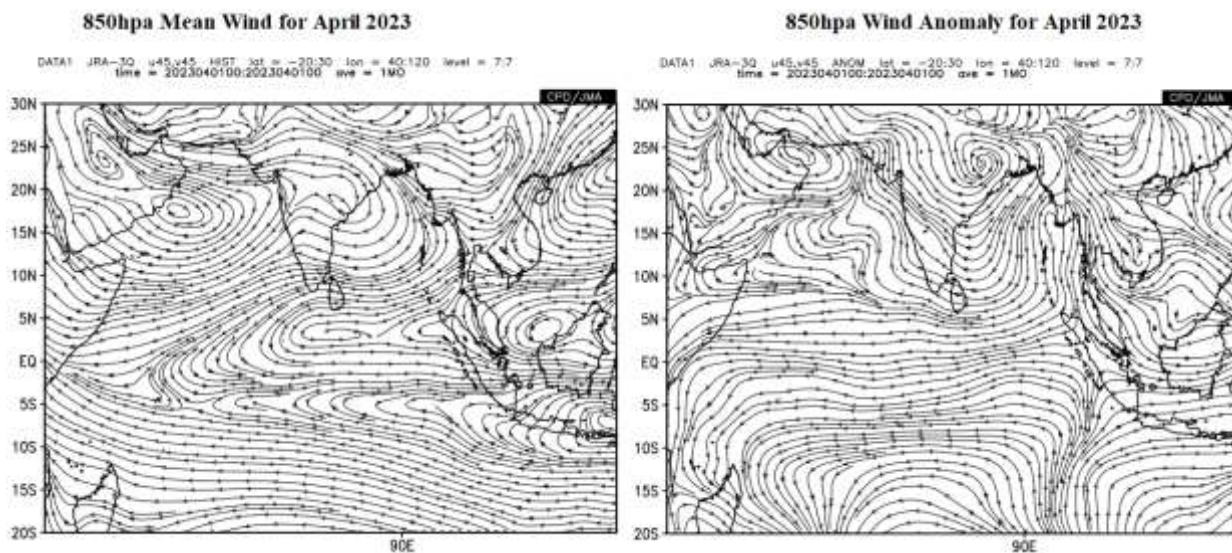 850hpa Mean Wind for April 2023
DATA1 JRA-3Q u45,v45 HIST lat = -20:30 lon = 40:120 level = 7:7
time = 2023040100:2023040100 ave = 1MO
CPD/JMA
30N
25N
20N
15N
10N
5N
EQ
5S
10S
15S
20S
90E
850hpa Wind Anomaly for April 2023
DATA1 JRA-3Q u45,v45 ANOM lat = -20:30 lon = 40:120 level = 7:7
time = 2023040100:2023040100 ave = 1MO
CPD/JMA
30N
25N
20N
15N
10N
5N
EQ
5S
10S
15S
20S
90E